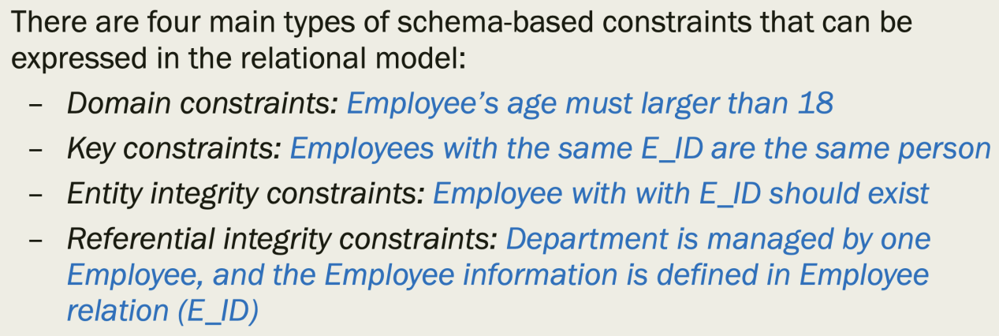 There are four main types of schema-based constraints that can be
expressed in the relational model:
– Domain constraints: Employee's age must larger than 18
– Key constraints: Employees with the same E_ID are the same person
– Entity integrity constraints: Employee with with E_ID should exist
– Referential integrity constraints: Department is managed by one
Employee, and the Employee information is defined in Employee
relation (E_ID)